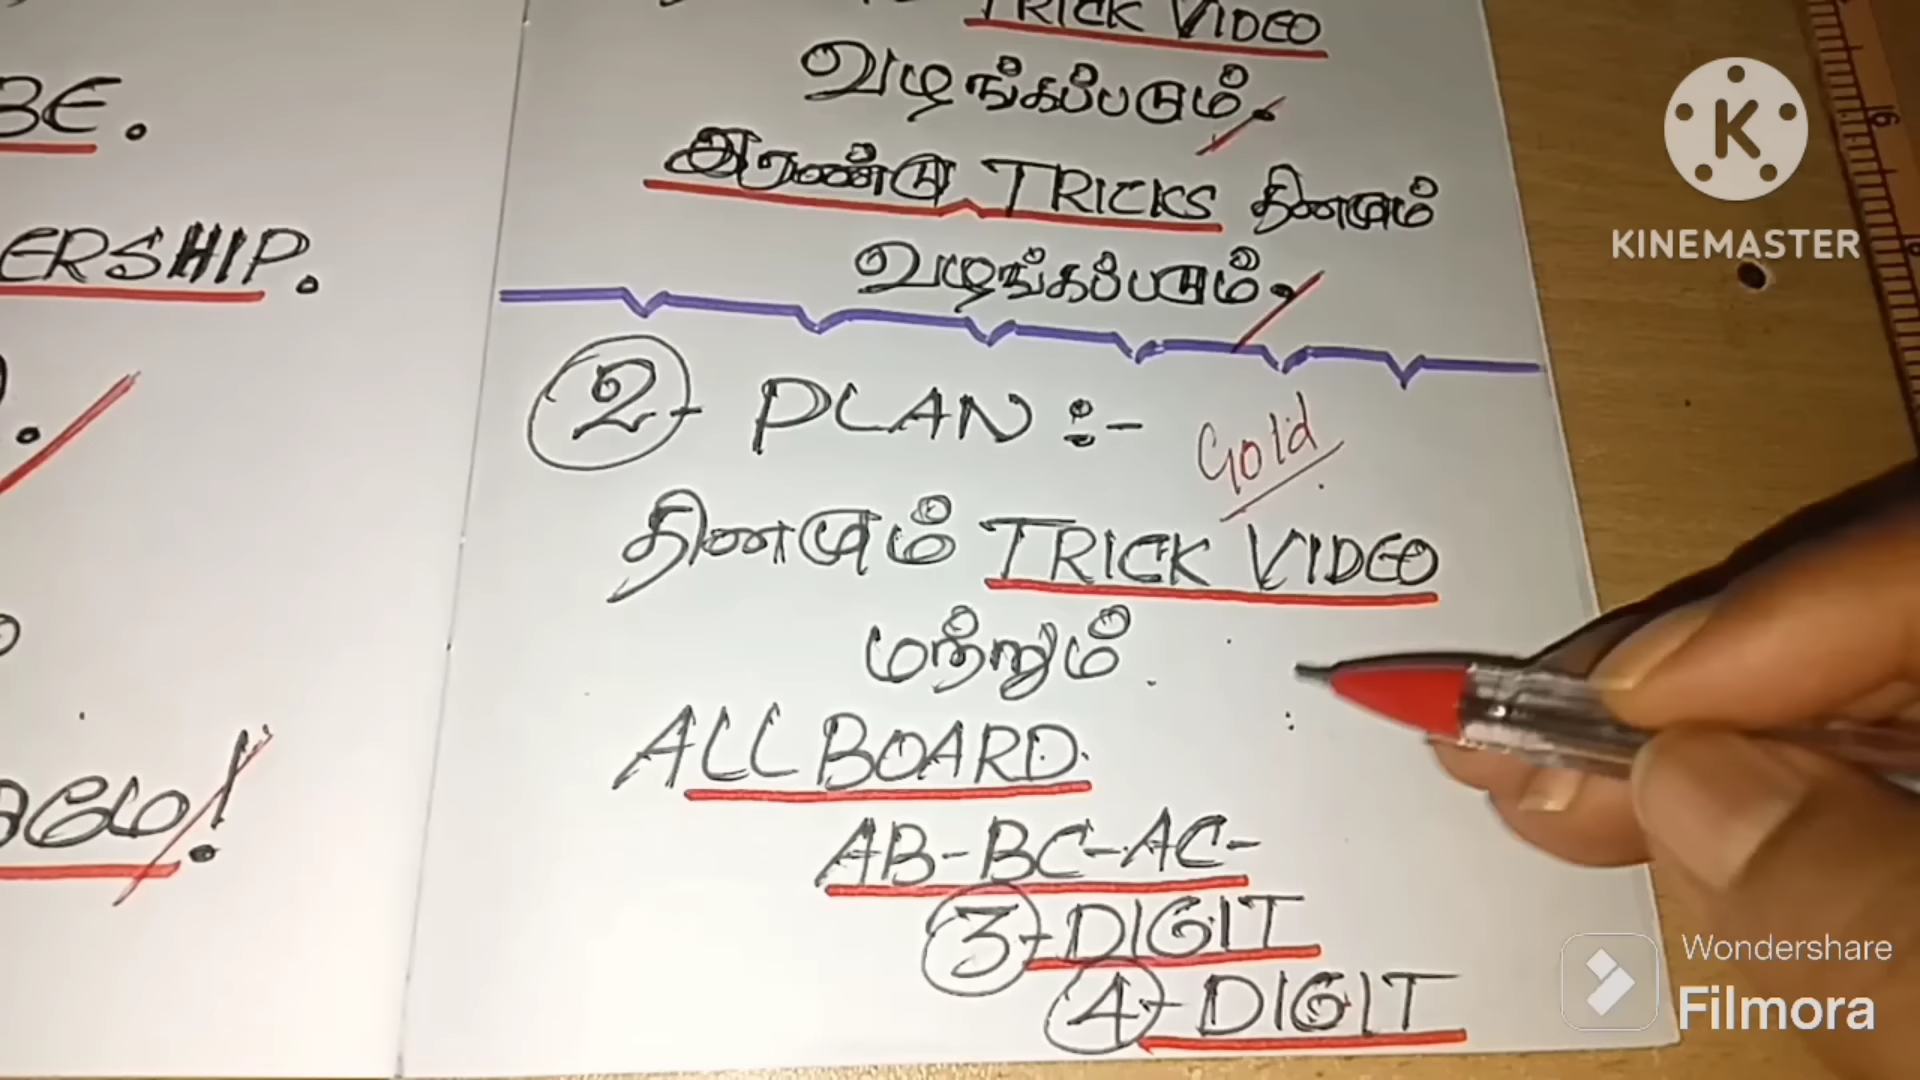 BE.
ERSHIP.
TRICK VIDEO
வழங்கப்படும்.
இரண்டு TRICKS தினமும்
வழங்கப்படும்.
2 - PLAN :-
Gold
தினமும் TRICK VIDEO
மற்றும்
ALL BOARD.
AB-BC-AC-
3-DIGIT
4-DIGIT
KINEMASTER
Wondershare
Filmora